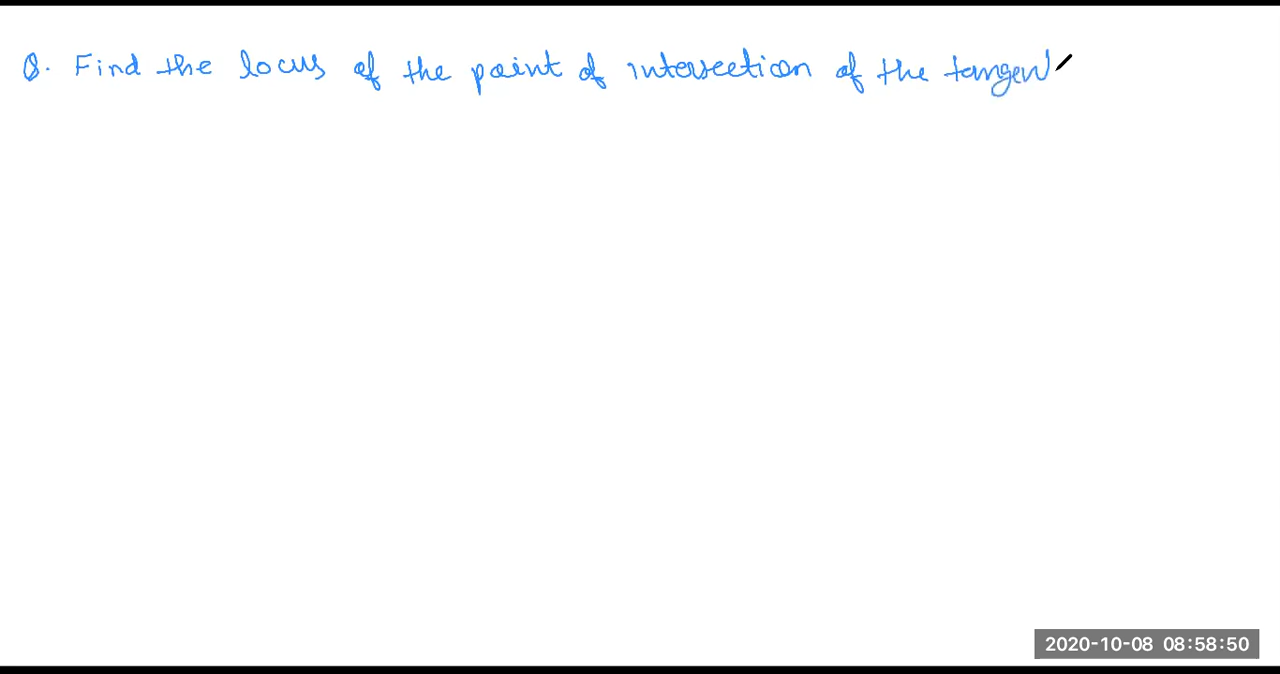 Q. Find the locus of the point of intersection of the tangen
2020-10-08 08:58:50